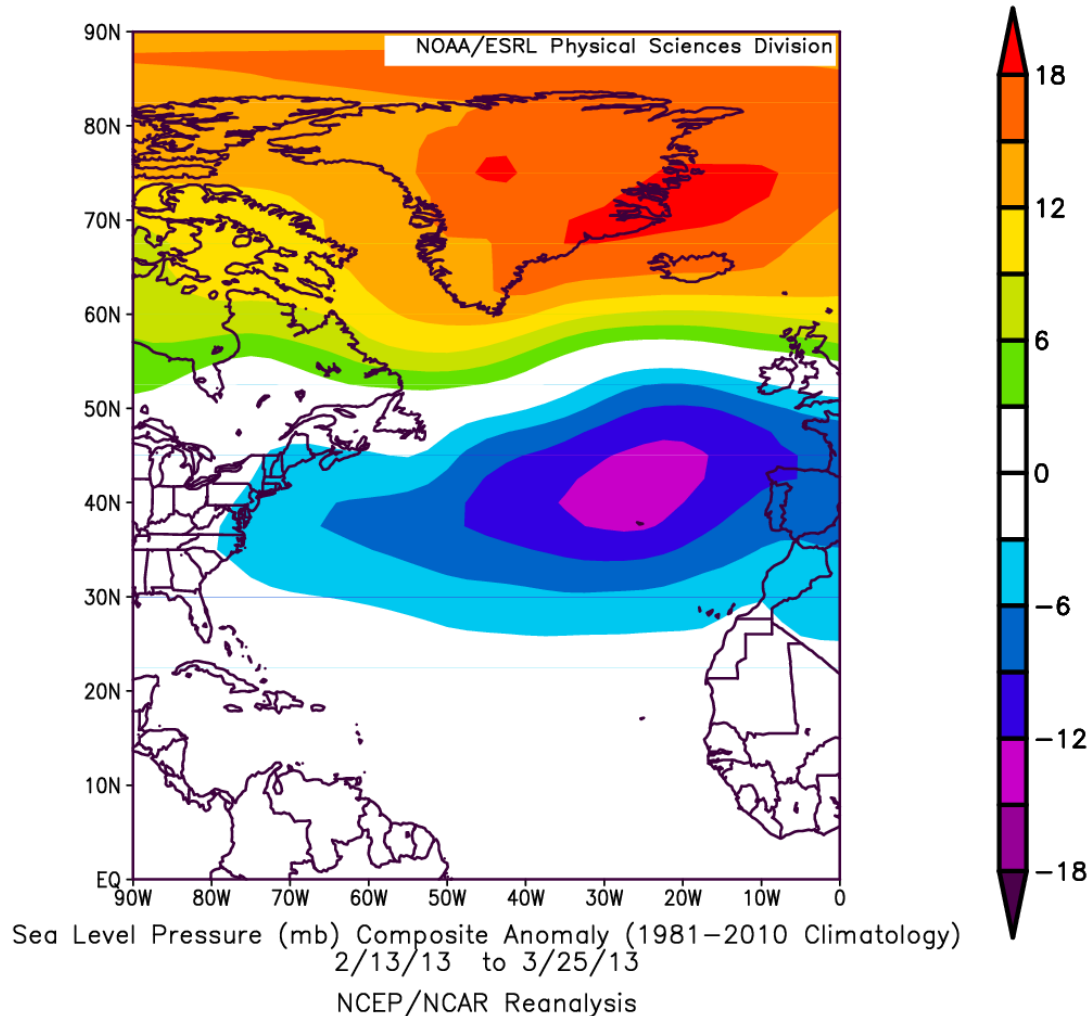 NOAA/ESRL Physical Sciences Division
90N
80N
70N
60N
50N
40N
30N
20N
10N
EQ
90W 80W 70W 60W 50W 40W 30W 20W 10W 0
18
12
6
0
−6
−12
−18
Sea Level Pressure (mb) Composite Anomaly (1981−2010 Climatology)
2/13/13 to 3/25/13
NCEP/NCAR Reanalysis